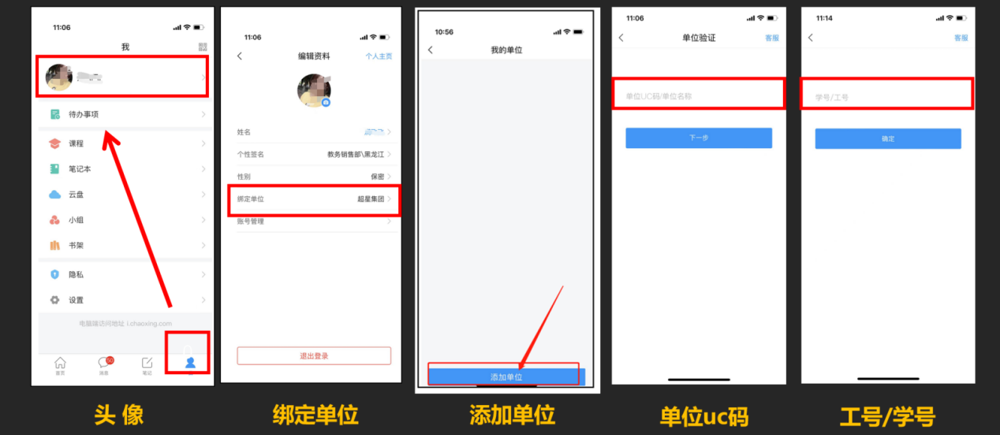 11:06
我
待办事项
课程
笔记本
云盘
小组
书架
隐私
设置
电脑端访问地址 i.chaoxing.com
首页
消息
笔记
头 像
11:06
编辑资料
个人主页
姓名
个性签名
教务销售部\黑龙江
性别
保密
绑定单位
超星集团
账号管理
退出登录
绑定单位
10:56
我的单位
添加单位
添加单位
11:06
单位验证
客服
单位UC码/单位名称
下一步
单位uc码
11:14
客服
学号/工号
确定
工号/学号